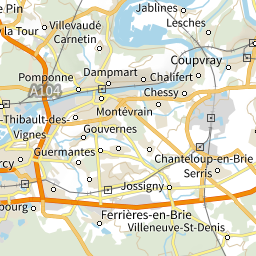 Jablines
le Pin
Villevaudé
Lesches
y la Tour
Carnetin
Coupvray
Dampmart
Chalifert
Pomponne
A104
Chessy
Montévrain
-Thibault-des-
Vignes
Gouvernes
Guermantes
Chanteloup-en-Brie
rcy
Serris
Jossigny
bourg
Ferrières-en-Brie
Villeneuve-St-Denis